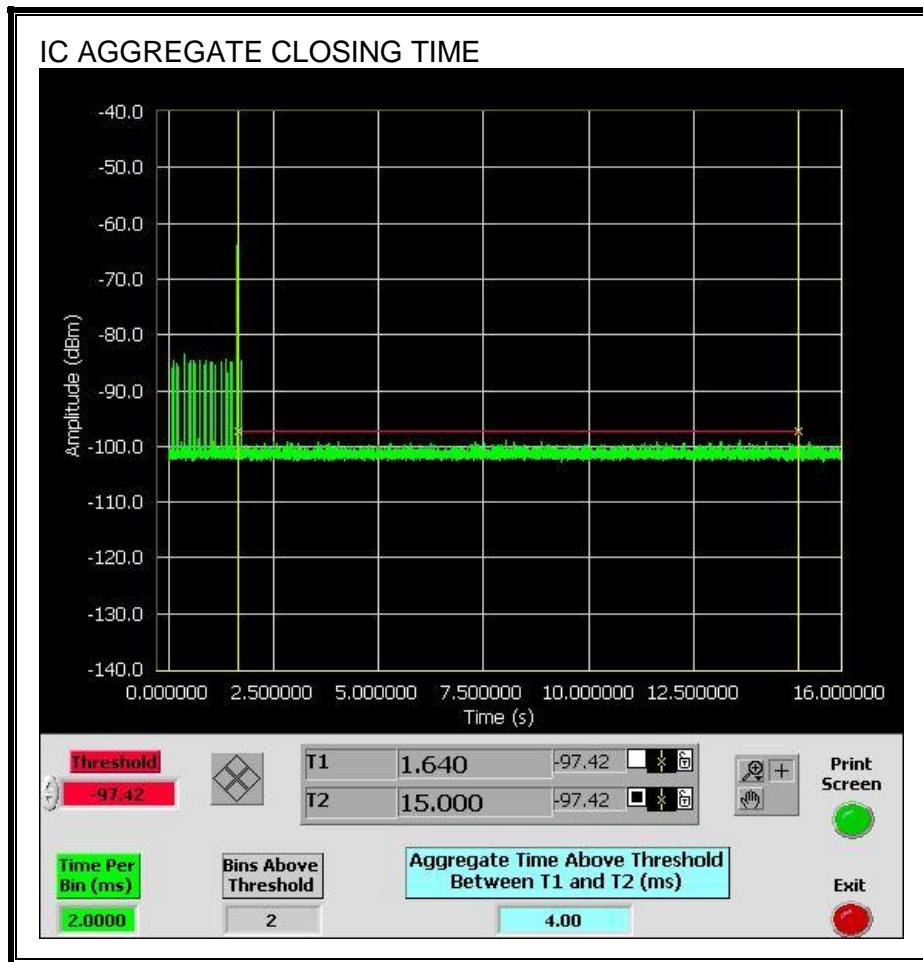 IC AGGREGATE CLOSING TIME
-40.0
-50.0
-60.0
-70.0
-80.0
-90.0
-100.0
-110.0
-120.0
-130.0
-140.0
Amplitude (dBm)
0.000000 2.500000 5.000000 7.500000 10.000000 12.500000 16.000000
Time (s)
Threshold
-97.42
T1 1.640 -97.42
T2 15.000 -97.42
Print
Screen
Time Per
Bin (ms)
2.0000
Bins Above
Threshold
2
Aggregate Time Above Threshold
Between T1 and T2 (ms)
4.00
Exit